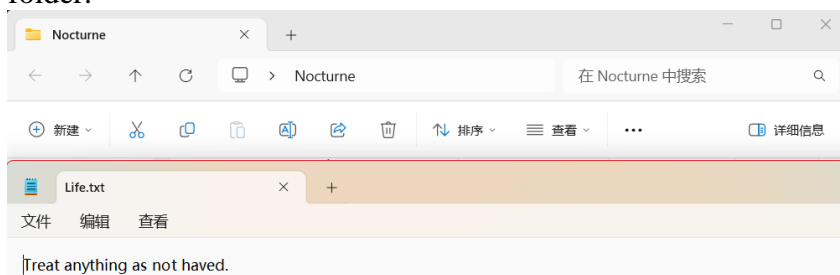 folder.
Nocturne
Nocturne 在 Nocturne 中搜索
新建 排序 查看 详细信息
Life.txt
文件 编辑 查看
Treat anything as not haved.